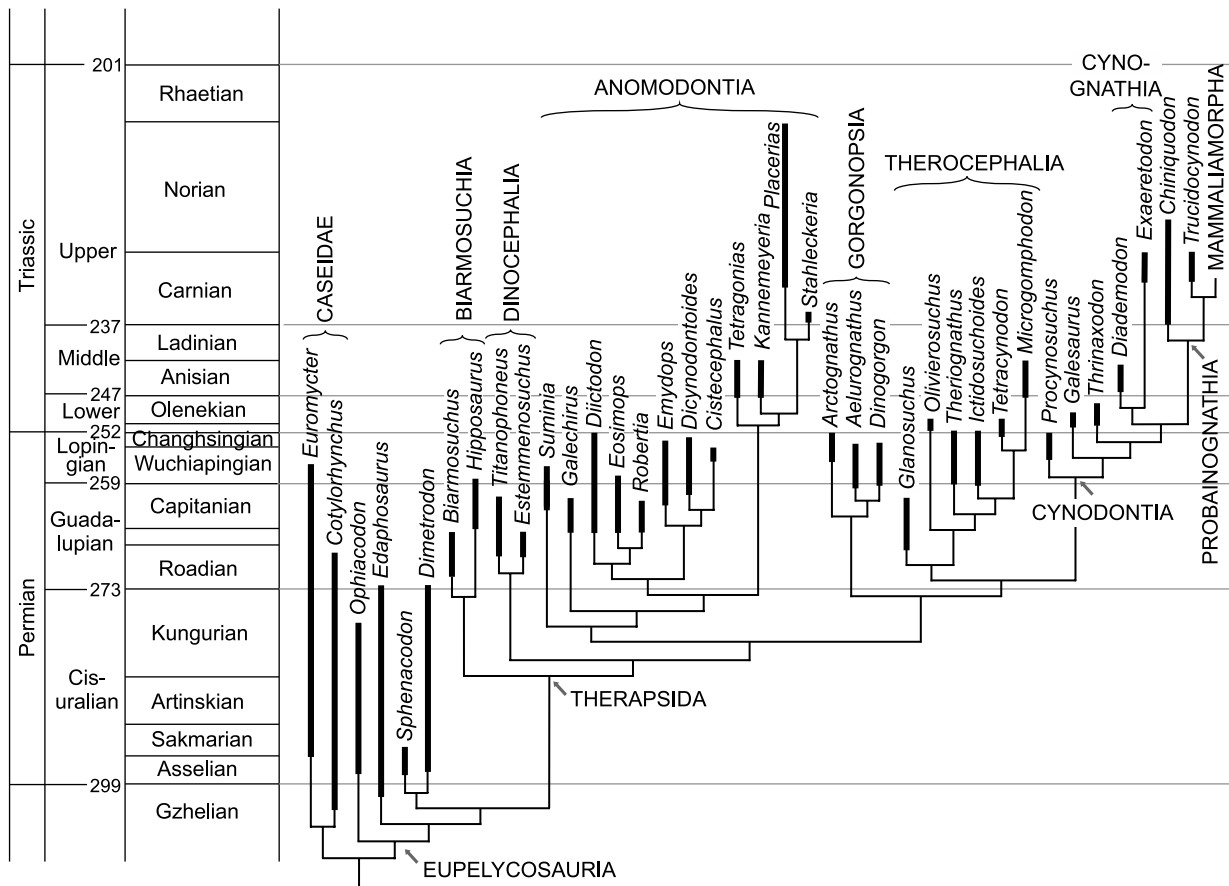 201
Rhaetian
Norian
Carnian
237
Ladinian
Anisian
247
Olenekian
252
Changhsingian
Wuchiapingian
259
Capitanian
Roadian
273
Kungurian
Artinskian
Sakmarian
Asselian
299
Gzhelian
Triassic
Permian
Upper
Middle
Lower
Lopin-
gian
Guada-
lupian
Cis-
uralian
CASEIDAE
Euromycter
Cotylorhynchus
Ophiacodon
Edaphosaurus
Sphenacodon
Dimetrodon
BIARMOSUCHIA
Biarmosuchus
Hipposaurus
DINOCEPHALIA
Titanophoneus
Estemmenosuchus
ANOMODONTIA
Suminia
Galechirus
Diictodon
Eosimops
Robertia
Emydops
Dicynodontoides
Cistecephalus
Tetragonias
Kannemeyeria
Placerias
Stahleckeria
GORGONOPSIA
Arctognathus
Aelurognathus
Dinogorgon
THEROCEPHALIA
Glanosuchus
Olivierosuchus
Theriognathus
Ictidosuchoides
Tetracynodon
Microgomphodon
Procynosuchus
Galesaurus
Thrinaxodon
CYNO-
GNATHIA
Diademodon
Exaeretodon
Chiniquodon
Trucidocynodon
MAMMALIAMORPHA
PROBAINOGNATHIA
CYNODONTIA
THERAPSIDA
EUPELYCOSAURIA